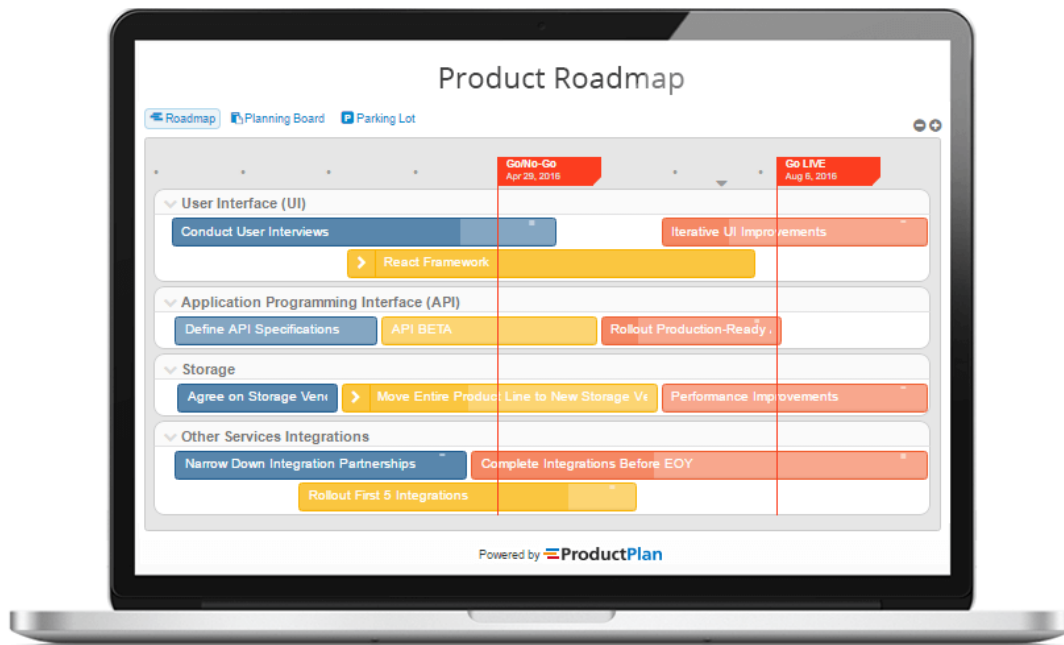 Product Roadmap
Roadmap Planning Board P Parking Lot
Go/No-Go
Apr 29, 2016
Go LIVE
Aug 6, 2016
User Interface (UI)
Conduct User Interviews
Iterative UI Improvements
React Framework
Application Programming Interface (API)
Define API Specifications
API BETA
Rollout Production-Ready
Storage
Agree on Storage
Move Entire Product Line to New Storage
Performance Improvements
Other Services Integrations
Narrow Down Integration Partnerships
Complete Integrations Before EOY
Rollout First 5 Integrations
Powered by ProductPlan